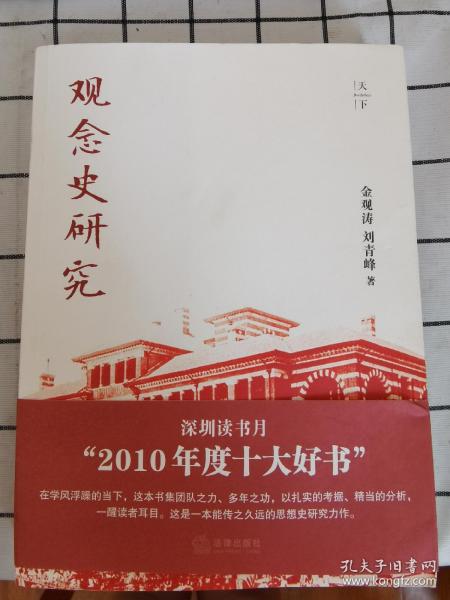 观念史研究
天下
金观涛 刘青峰 著
深圳读书月
“2010年度十大好书”
在学风浮躁的当下，这本书集团队之力、多年之功，以扎实的考据、精当的分析，
一醒读者耳目。这是一本能传之久远的思想史研究力作。
法律出版社
孔夫子旧书网